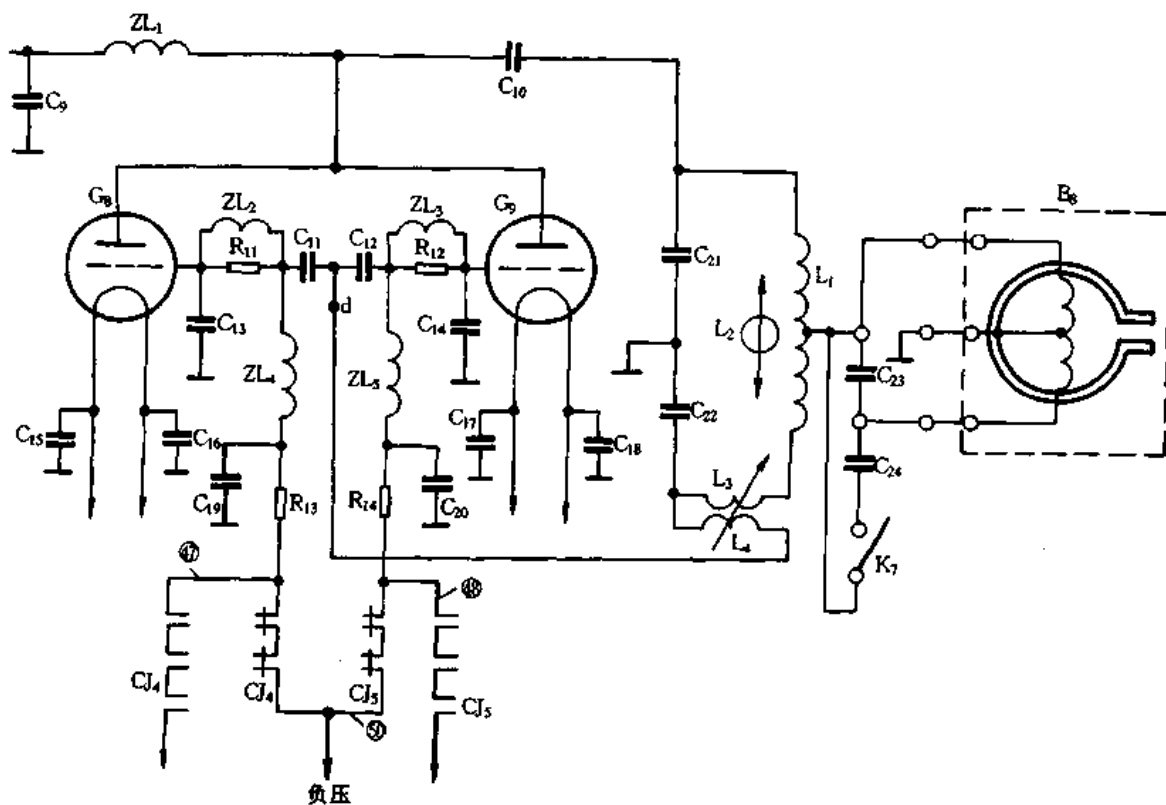 ZL₁
C₉
C₁₀
G₈
ZL₂
R₁₁
C₁₁
C₁₂
ZL₃
R₁₂
G₉
B₈
C₁₃
d
C₁₄
C₂₁
L₁
L₂
ZL₄
ZL₅
C₂₂
C₂₃
C₁₅
C₁₆
C₁₇
C₁₈
C₂₄
C₁₉
R₁₃
R₁₄
C₂₀
L₃
L₄
K₇
㊼
㊽
CJ₄
CJ₄
CJ₅
CJ₅
㊿
负压